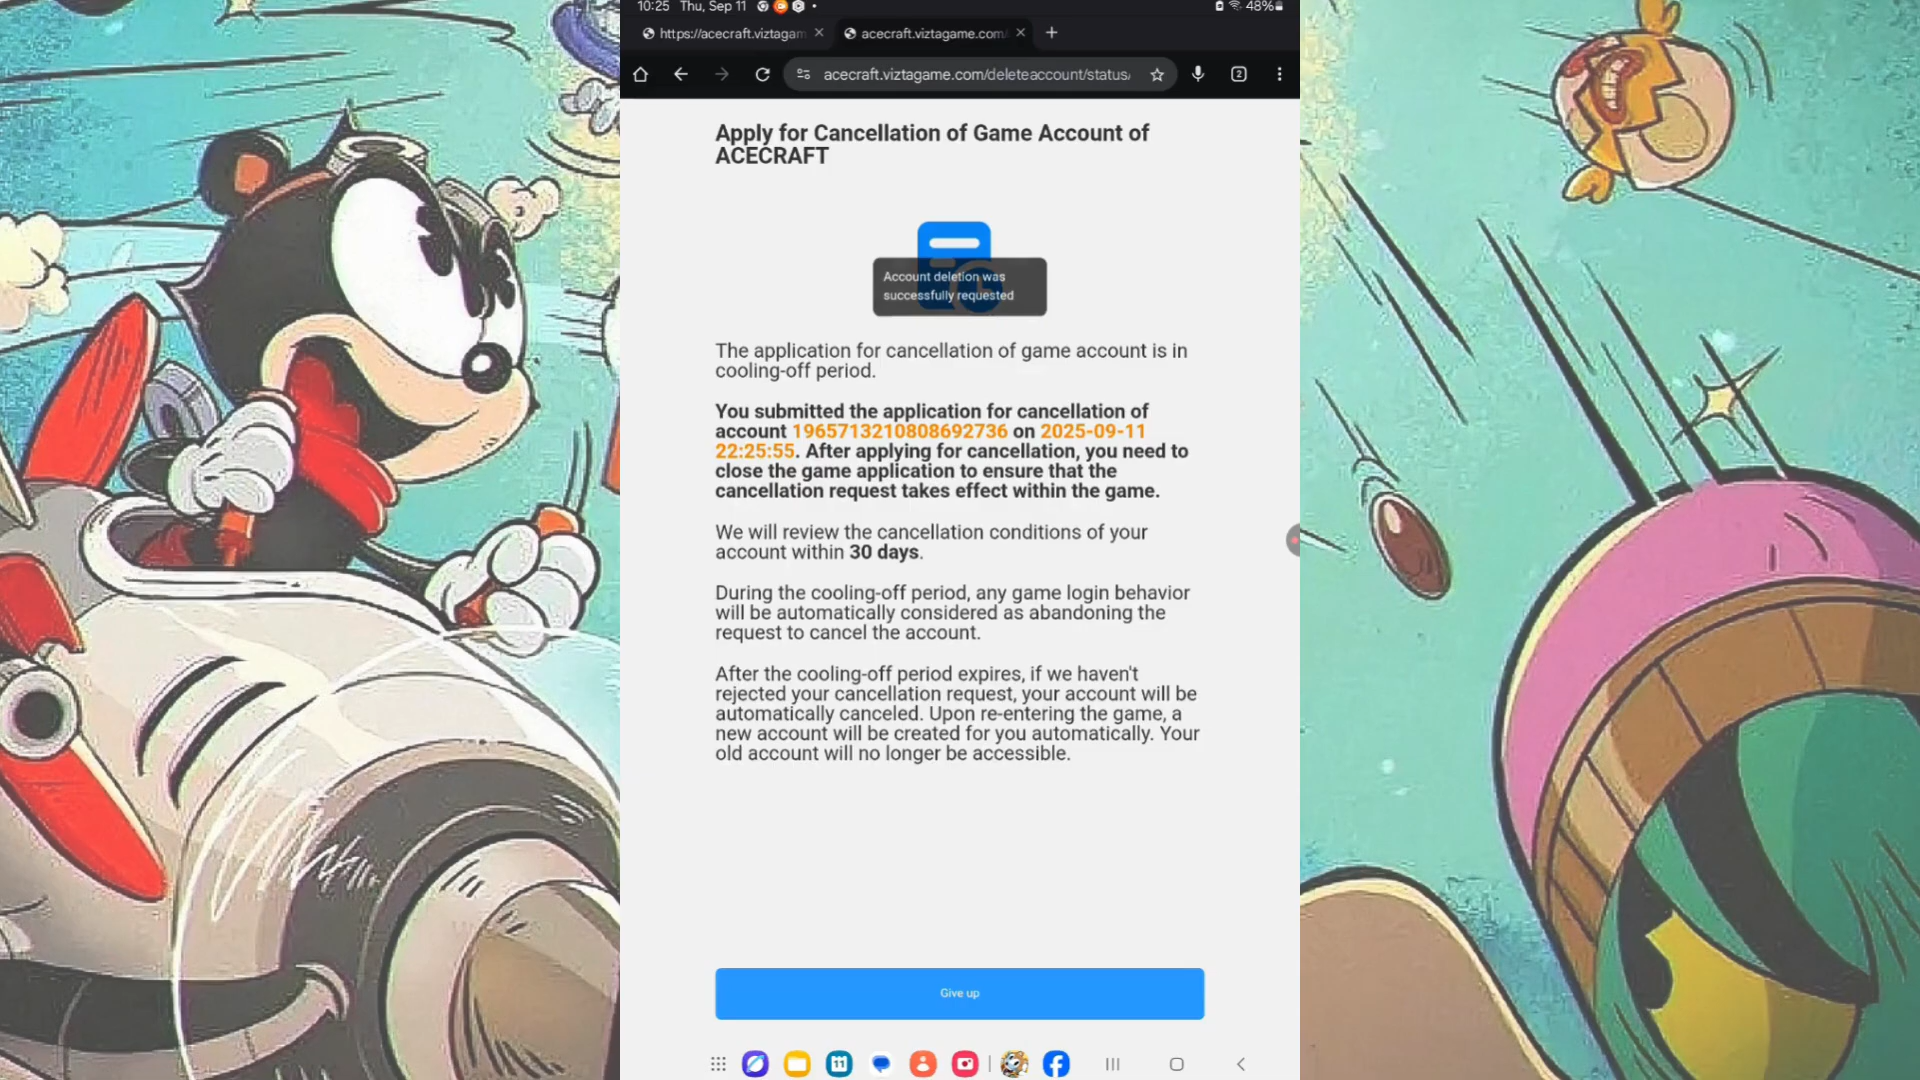 10:25 Thu, Sep 11
48%
https://acecraft.viztagam
acecraft.viztagame.com/
acecraft.viztagame.com/deleteaccount/status/
2
Apply for Cancellation of Game Account of
ACECRAFT
Account deletion was
successfully requested
The application for cancellation of game account is in
cooling-off period.
You submitted the application for cancellation of
account 1965713210808692736 on 2025-09-11
22:25:55. After applying for cancellation, you need to
close the game application to ensure that the
cancellation request takes effect within the game.
We will review the cancellation conditions of your
account within 30 days.
During the cooling-off period, any game login behavior
will be automatically considered as abandoning the
request to cancel the account.
After the cooling-off period expires, if we haven't
rejected your cancellation request, your account will be
automatically canceled. Upon re-entering the game, a
new account will be created for you automatically. Your
old account will no longer be accessible.
Give up
11